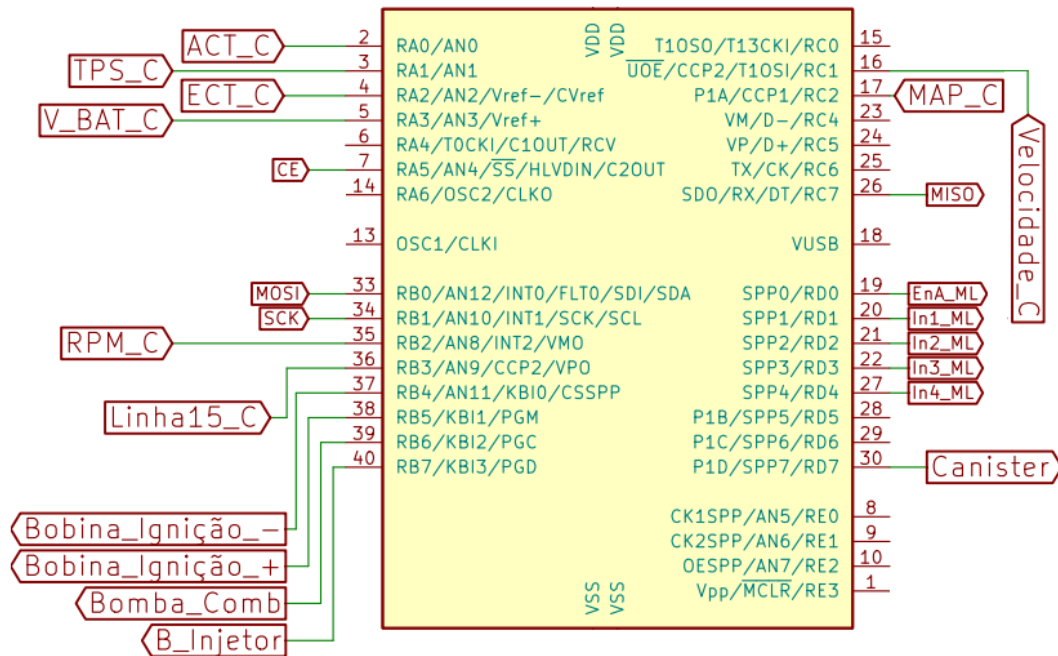 VDD VDD
ACT_C 2 RA0/AN0 T1OSO/T13CKI/RC0 15
TPS_C 3 RA1/AN1 UOE/CCP2/T1OSI/RC1 16
ECT_C 4 RA2/AN2/Vref-/CVref P1A/CCP1/RC2 17 MAP_C
V_BAT_C 5 RA3/AN3/Vref+ VM/D-/RC4 23
6 RA4/T0CKI/C1OUT/RCV VP/D+/RC5 24
CE 7 RA5/AN4/SS/HLVDIN/C2OUT TX/CK/RC6 25
14 RA6/OSC2/CLKO SDO/RX/DT/RC7 26 MISO
Velocidade_C
13 OSC1/CLKI VUSB 18
MOSI 33 RB0/AN12/INT0/FLT0/SDI/SDA SPP0/RD0 19 EnA_ML
SCK 34 RB1/AN10/INT1/SCK/SCL SPP1/RD1 20 In1_ML
RPM_C 35 RB2/AN8/INT2/VMO SPP2/RD2 21 In2_ML
36 RB3/AN9/CCP2/VPO SPP3/RD3 22 In3_ML
37 RB4/AN11/KBI0/CSSPP SPP4/RD4 27 In4_ML
Linha15_C 38 RB5/KBI1/PGM P1B/SPP5/RD5 28
39 RB6/KBI2/PGC P1C/SPP6/RD6 29
40 RB7/KBI3/PGD P1D/SPP7/RD7 30 Canister
Bobina_Ignição_- CK1SPP/AN5/RE0 8
CK2SPP/AN6/RE1 9
Bobina_Ignição_+ OESPP/AN7/RE2 10
Bomba_Comb Vpp/MCLR/RE3 1
VSS VSS
B_Injetor